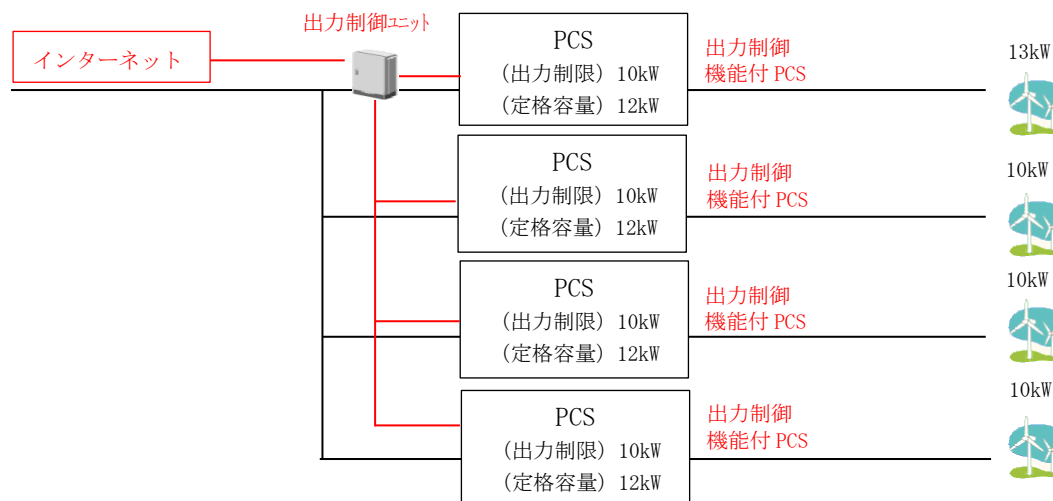 出力制御ユニット
インターネット
PCS
(出力制限) 10kW
(定格容量) 12kW
出力制御
機能付 PCS
13kW
PCS
(出力制限) 10kW
(定格容量) 12kW
出力制御
機能付 PCS
10kW
PCS
(出力制限) 10kW
(定格容量) 12kW
出力制御
機能付 PCS
10kW
PCS
(出力制限) 10kW
(定格容量) 12kW
出力制御
機能付 PCS
10kW